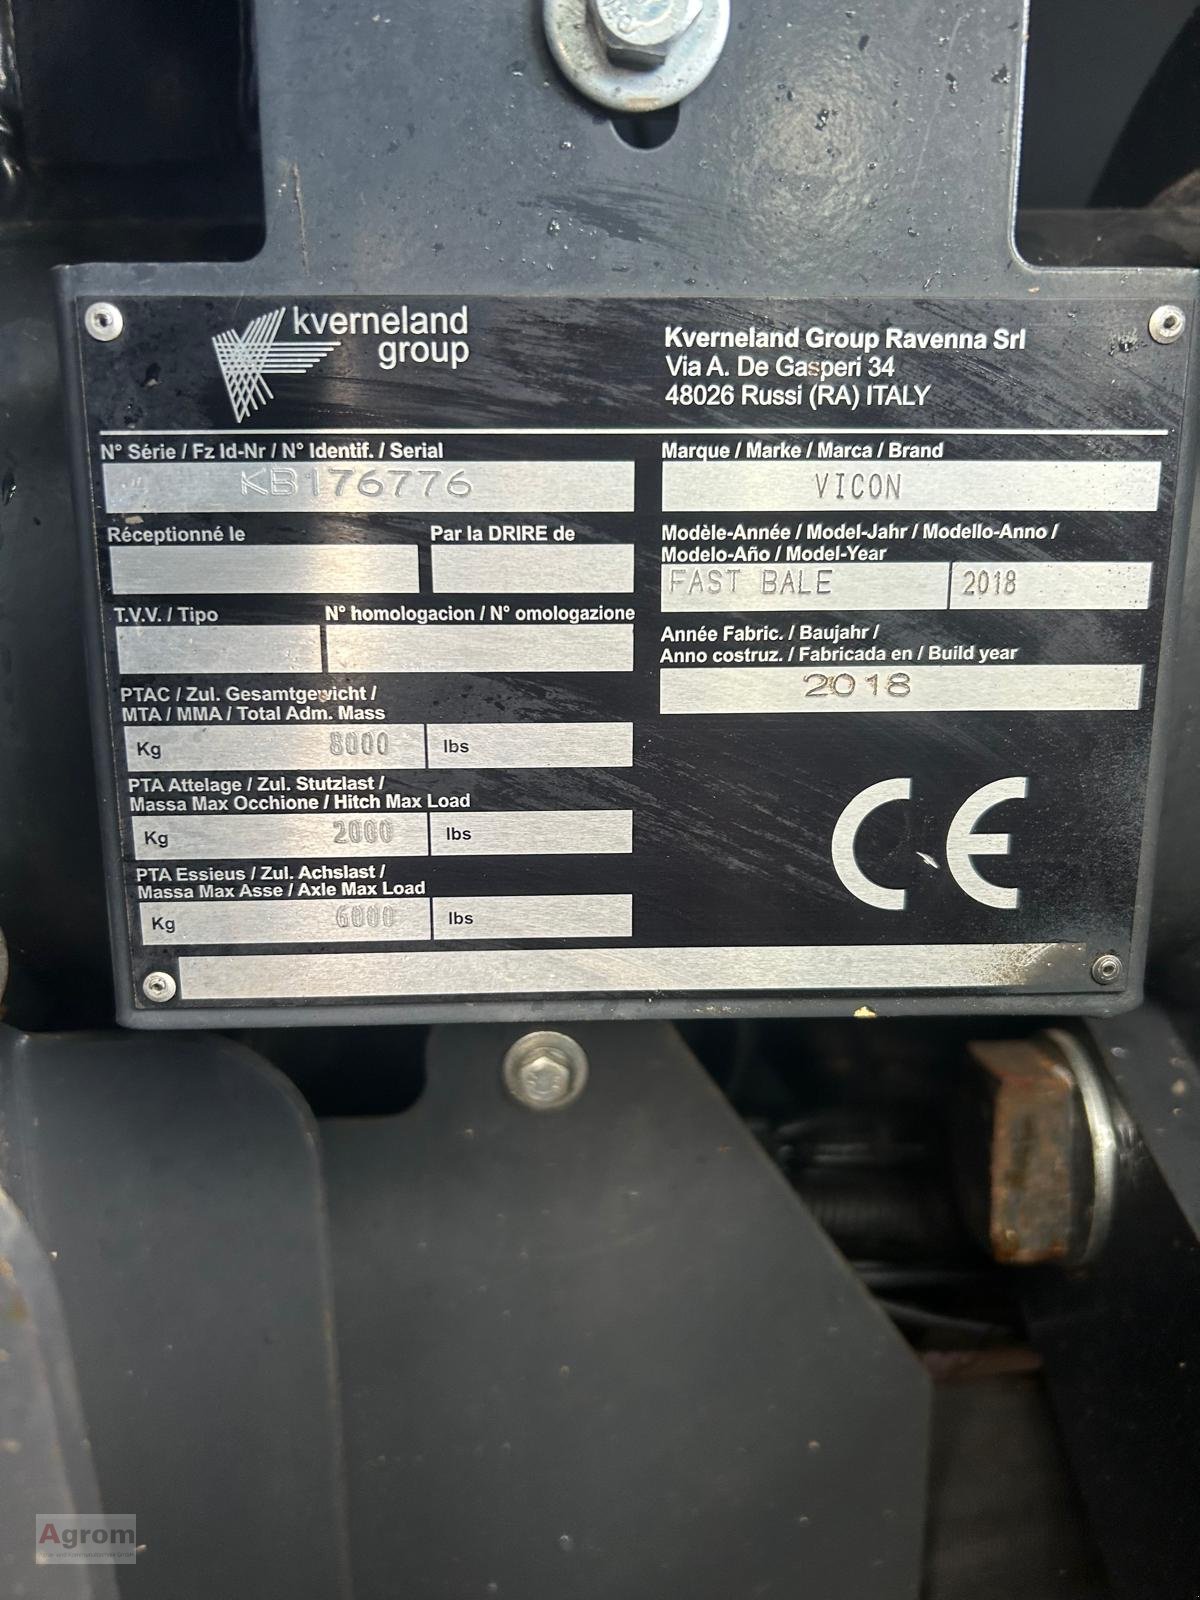 kverneland
group
Kverneland Group Ravenna Srl
Via A. De Gasperi 34
48026 Russi (RA) ITALY
N° Série / Fz Id-Nr / N° Identif. / Serial
KB176776
Marque / Marke / Marca / Brand
VICON
Réceptionné le
Par la DRIRE de
Modèle-Année / Model-Jahr / Modello-Anno /
Modelo-Año / Model-Year
FAST BALE
2018
T.V.V. / Tipo
N° homologacion / N° omologazione
Année Fabric. / Baujahr /
Anno costruz. / Fabricada en / Build year
2018
PTAC / Zul. Gesamtgewicht /
MTA / MMA / Total Adm. Mass
Kg 8000 lbs
PTA Attelage / Zul. Stutzlast /
Massa Max Occhione / Hitch Max Load
Kg 2000 lbs
PTA Essieus / Zul. Achslast /
Massa Max Asse / Axle Max Load
Kg 6000 lbs
CE
Agrom